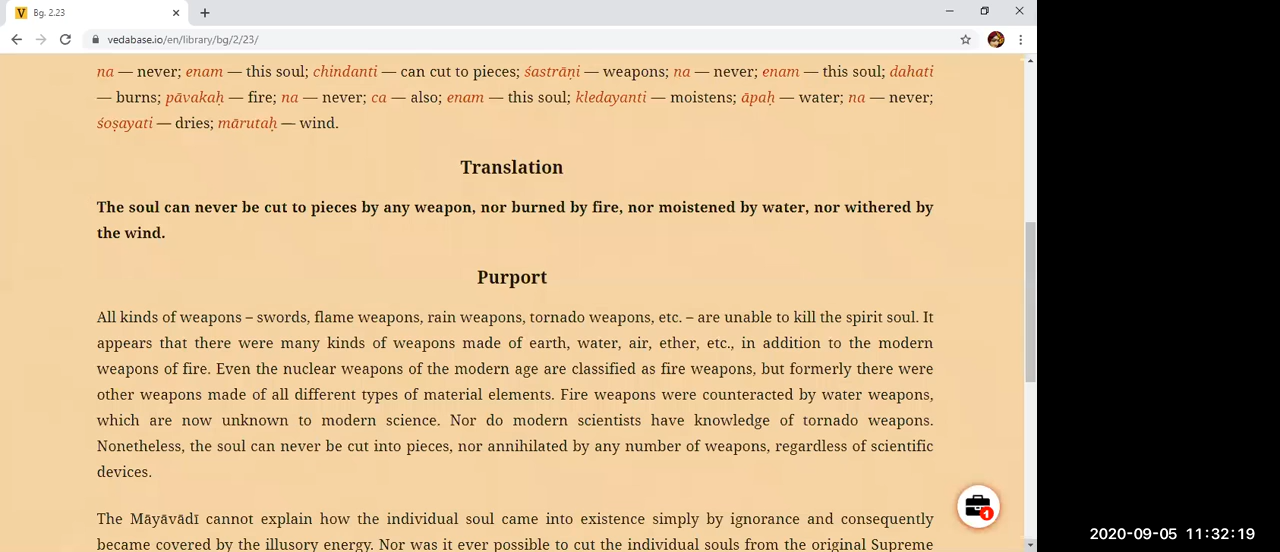 Bg. 2.23
vedabase.io/en/library/bg/2/23/
na — never; enam — this soul; chindanti — can cut to pieces; śastrāṇi — weapons; na — never; enam — this soul; dahati
— burns; pāvakaḥ — fire; na — never; ca — also; enam — this soul; kledayanti — moistens; āpaḥ — water; na — never;
śoṣayati — dries; mārutaḥ — wind.
Translation
The soul can never be cut to pieces by any weapon, nor burned by fire, nor moistened by water, nor withered by
the wind.
Purport
All kinds of weapons – swords, flame weapons, rain weapons, tornado weapons, etc. – are unable to kill the spirit soul. It
appears that there were many kinds of weapons made of earth, water, air, ether, etc., in addition to the modern
weapons of fire. Even the nuclear weapons of the modern age are classified as fire weapons, but formerly there were
other weapons made of all different types of material elements. Fire weapons were counteracted by water weapons,
which are now unknown to modern science. Nor do modern scientists have knowledge of tornado weapons.
Nonetheless, the soul can never be cut into pieces, nor annihilated by any number of weapons, regardless of scientific
devices.
1
The Māyāvādī cannot explain how the individual soul came into existence simply by ignorance and consequently
became covered by the illusory energy. Nor was it ever possible to cut the individual souls from the original Supreme
2020-09-05 11:32:19